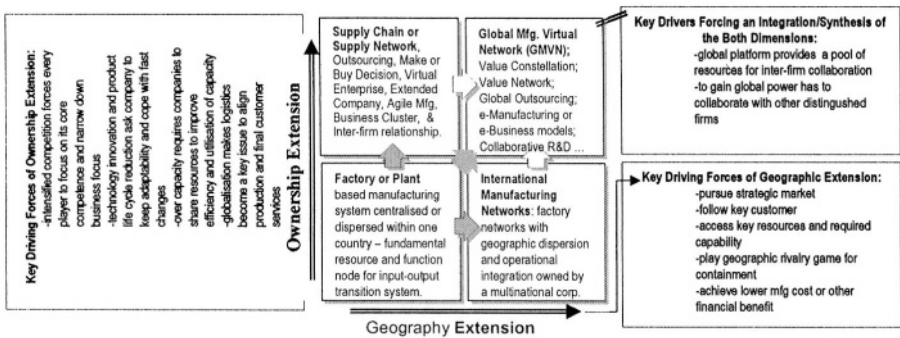 Key Driving Forces of Ownership Extension:
-intensified competition forces every
player to focus on its core
competence and narrow down
business focus
-technology innovation and product
life cycle reduction ask company to
keep adaptability and cope with fast
changes
-over capacity requires companies to
share resources to improve
efficiency and utilisation of capacity
-globalisation makes logistics
become a key issue to align
production and final customer
services
Ownership Extension
Supply Chain or
Supply Network,
Outsourcing, Make or
Buy Decision, Virtual
Enterprise, Extended
Company, Agile Mfg,
Business Cluster, &
Inter-firm relationship.
Global Mfg. Virtual
Network (GMVN);
Value Constellation;
Value Network;
Global Outsourcing;
e-Manufacturing or
e-Business models;
Collaborative R&D ...
Factory or Plant
based manufacturing
system centralised or
dispersed within one
country – fundamental
resource and function
node for input-output
transition system.
International
Manufacturing
Networks: factory
networks with
geographic dispersion
and operational
integration owned by
a multinational corp.
Geography Extension
Key Drivers Forcing an Integration/Synthesis of
the Both Dimensions:
-global platform provides a pool of
resources for inter-firm collaboration
-to gain global power has to
collaborate with other distingushed
firms
Key Driving Forces of Geographic Extension:
-pursue strategic market
-follow key customer
-access key resources and required
capability
-play geographic rivalry game for
containment
-achieve lower mfg cost or other
financial benefit